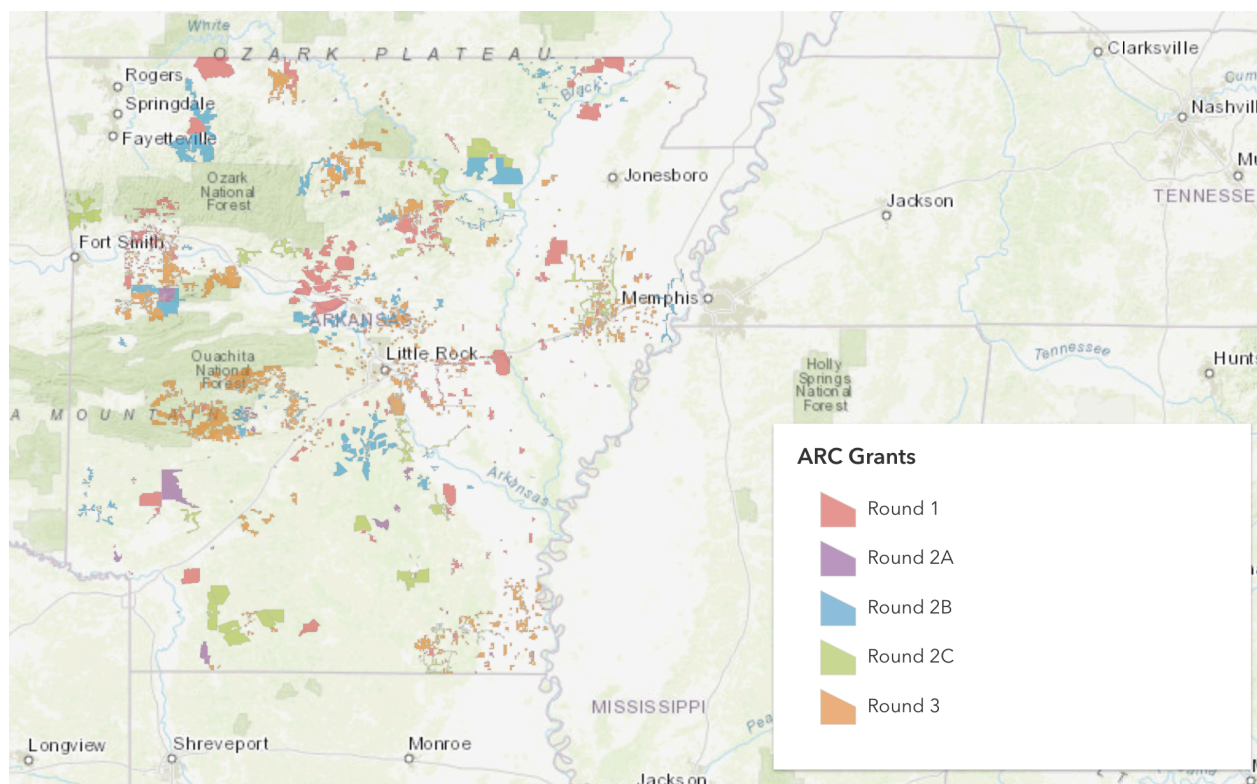 White
OZARK PLATEAU
Clarksville
Rogers
Springdale
Black
Fayetteville
Jonesboro
Ozark
National
Forest
TENNESSE
Jackson
Fort Smith
Memphis
ARKANSAS
Little Rock
Ouachita
National
Forest
Tennessee
Holly
Springs
National
Forest
A MOUNTAINS
Arkansas
ARC Grants
Round 1
Round 2A
Round 2B
Round 2C
Round 3
MISSISSIPPI
Longview
Shreveport
Monroe
Jackson